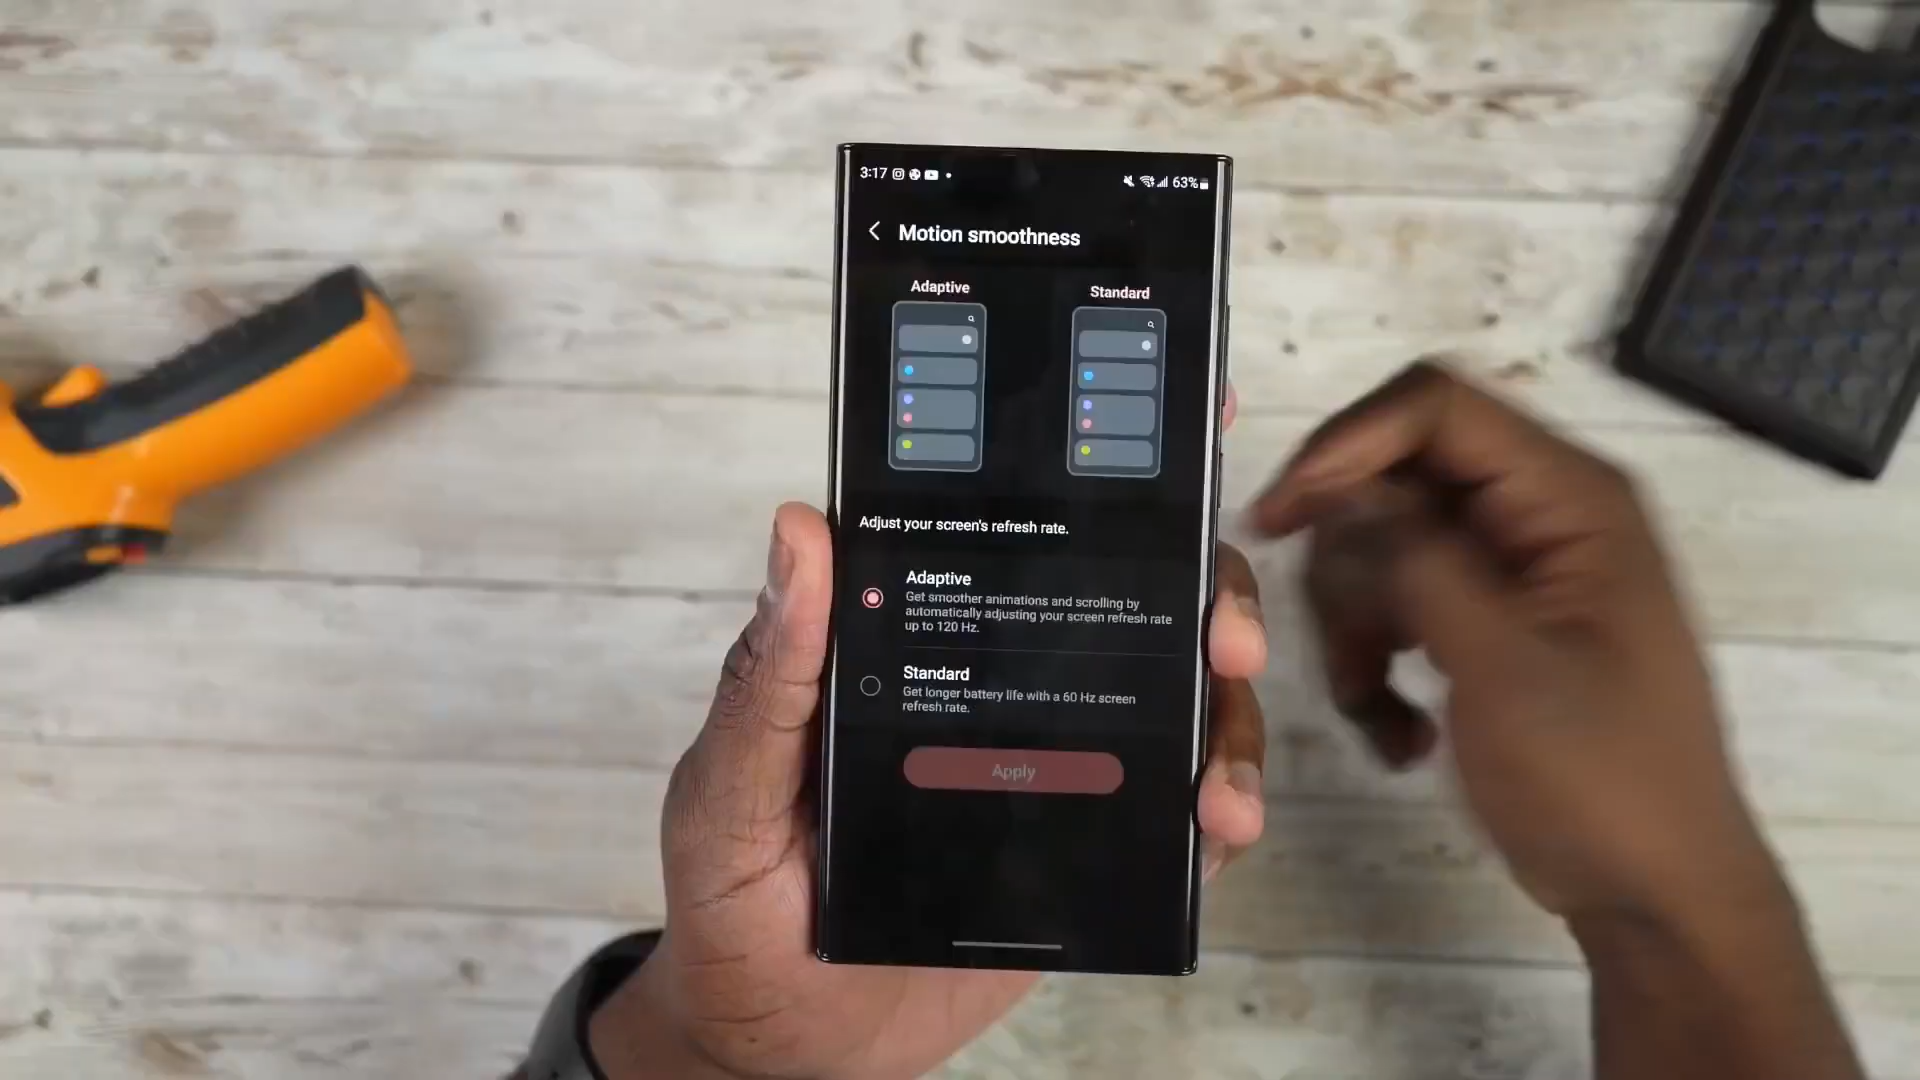 3:17
63%
Motion smoothness
Adaptive
Standard
Adjust your screen's refresh rate.
Adaptive
Get smoother animations and scrolling by
automatically adjusting your screen refresh rate
up to 120 Hz.
Standard
Get longer battery life with a 60 Hz screen
refresh rate.
Apply